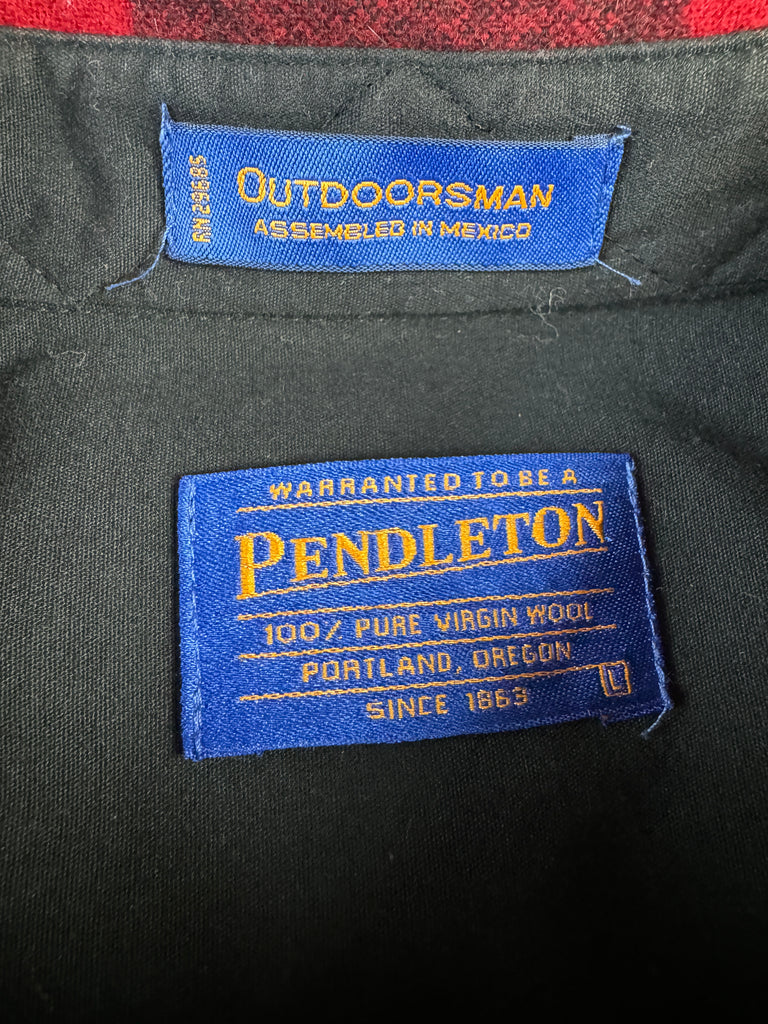 RN 29685
OUTDOORSMAN
ASSEMBLED IN MEXICO
WARRANTED TO BE A
PENDLETON
100% PURE VIRGIN WOOL
PORTLAND, OREGON
SINCE 1863
L